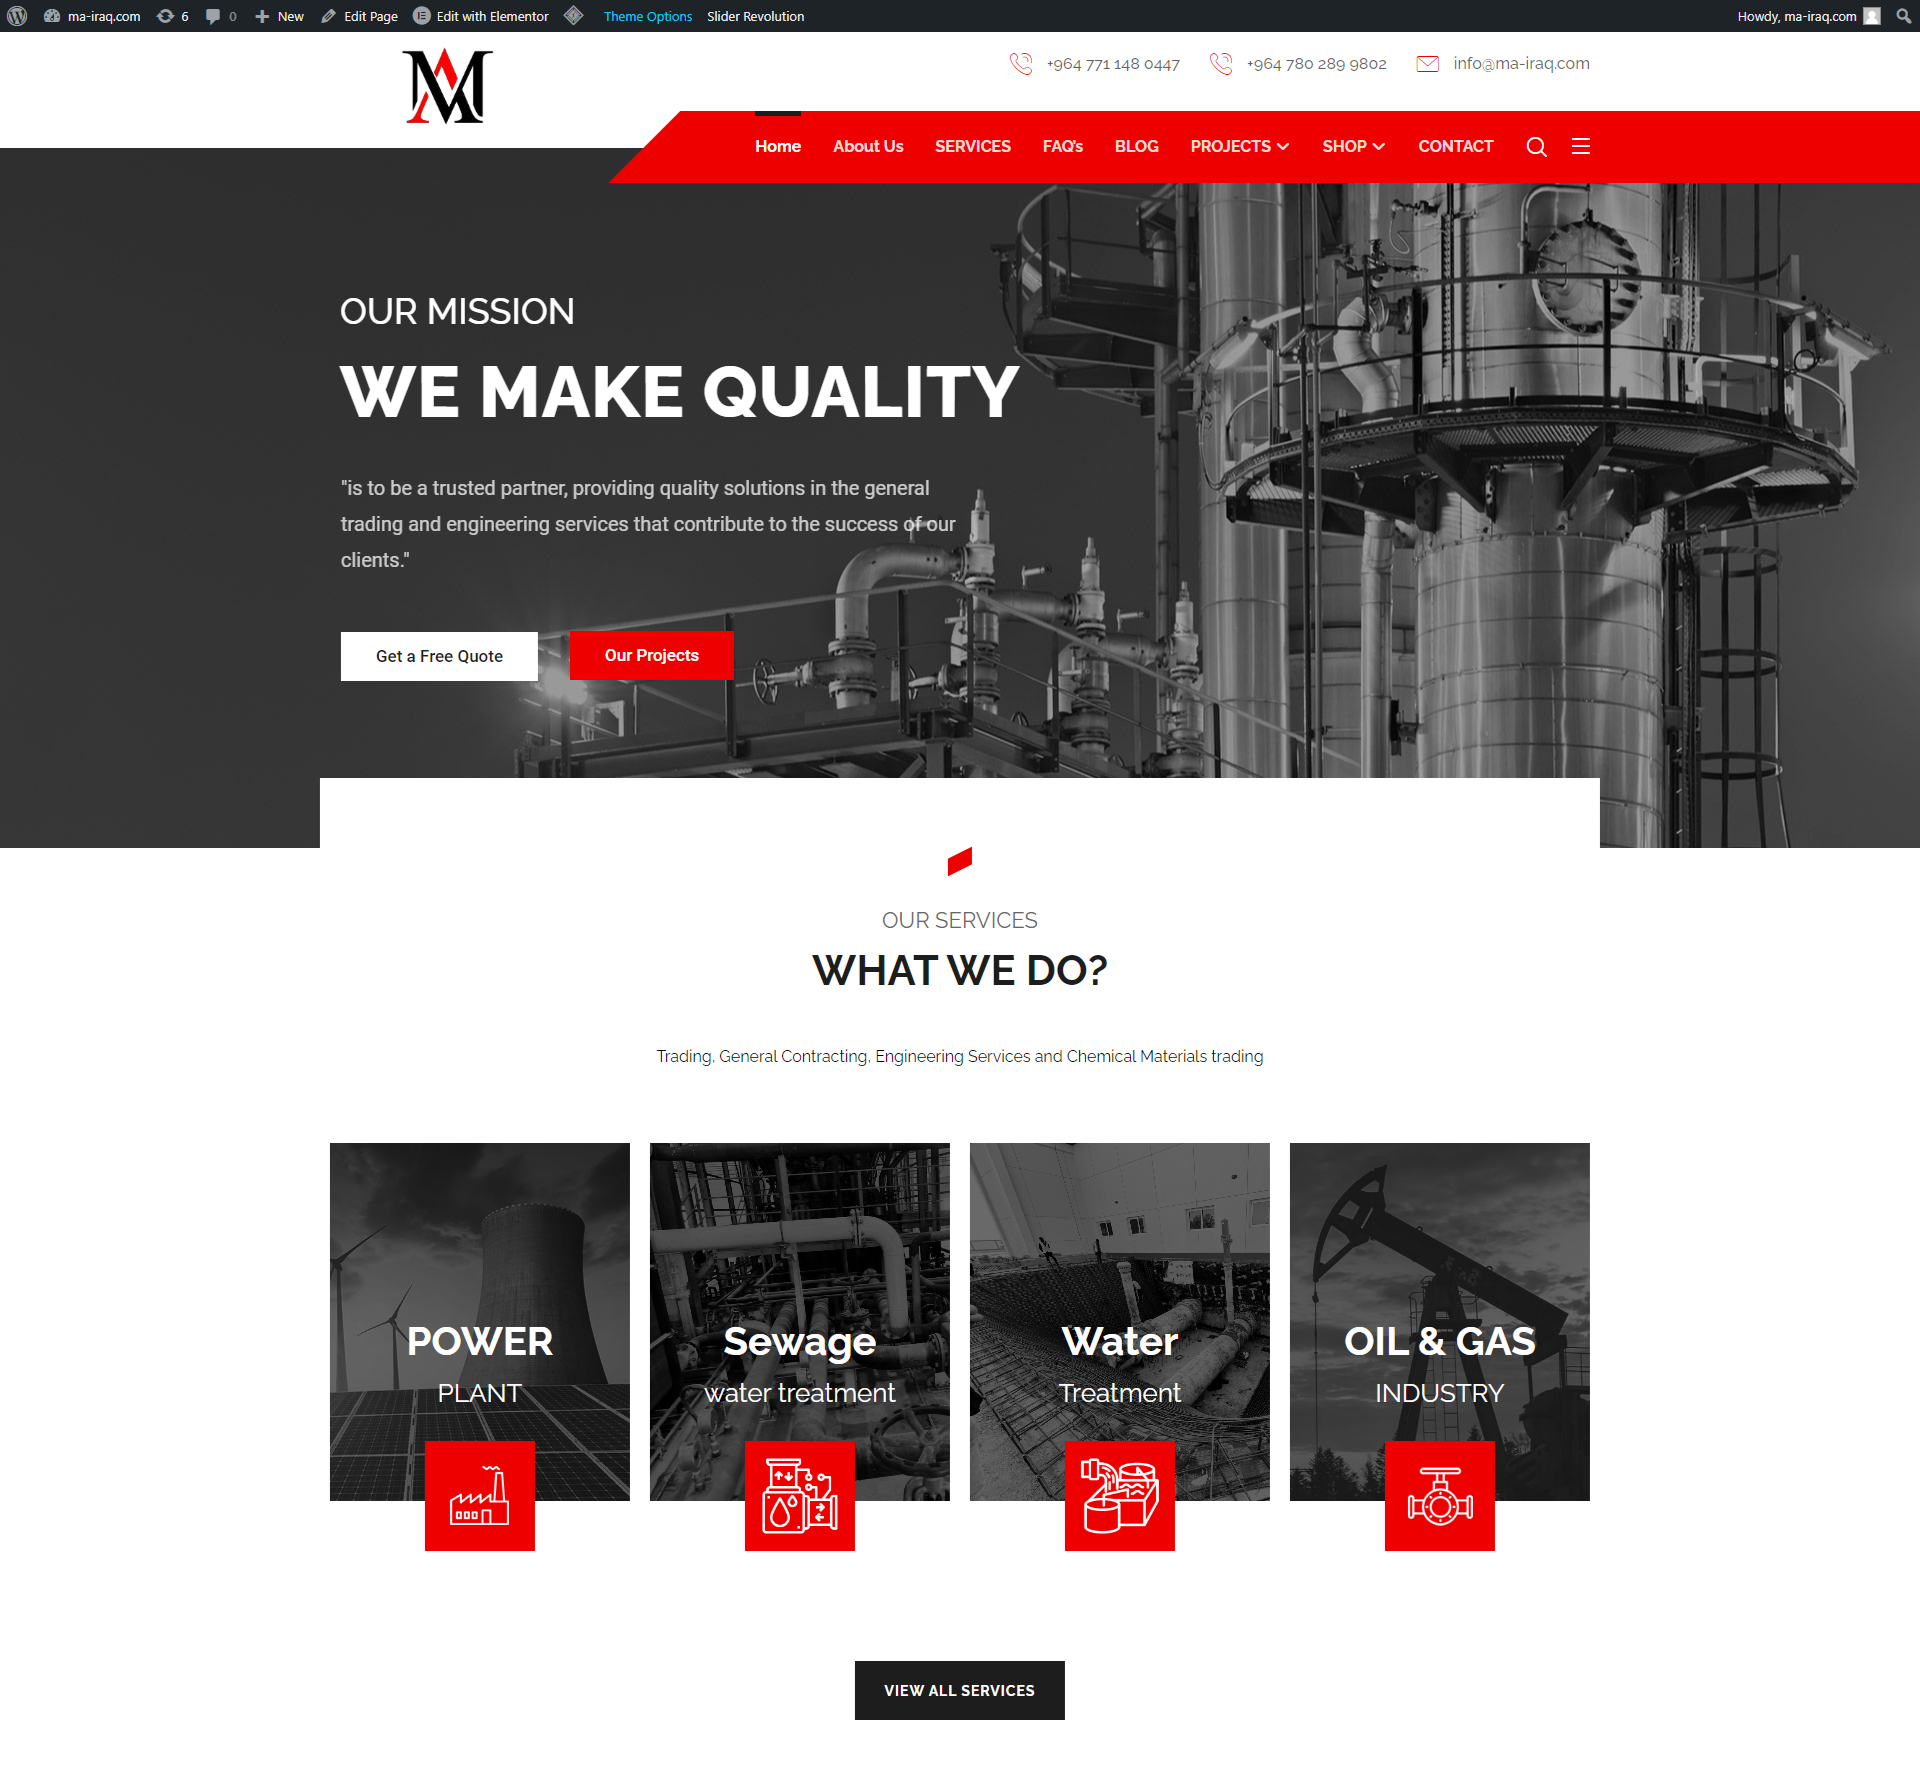 ma-iraq.com 6 0 New Edit Page Edit with Elementor Theme Options Slider Revolution Howdy, ma-iraq.com
MA
+964 771 148 0447 +964 780 289 9802 info@ma-iraq.com
Home About Us SERVICES FAQ's BLOG PROJECTS SHOP CONTACT
OUR MISSION
WE MAKE QUALITY
"is to be a trusted partner, providing quality solutions in the general
trading and engineering services that contribute to the success of our
clients."
Get a Free Quote Our Projects
OUR SERVICES
WHAT WE DO?
Trading, General Contracting, Engineering Services and Chemical Materials trading
POWER
PLANT
Sewage
water treatment
Water
Treatment
OIL & GAS
INDUSTRY
VIEW ALL SERVICES